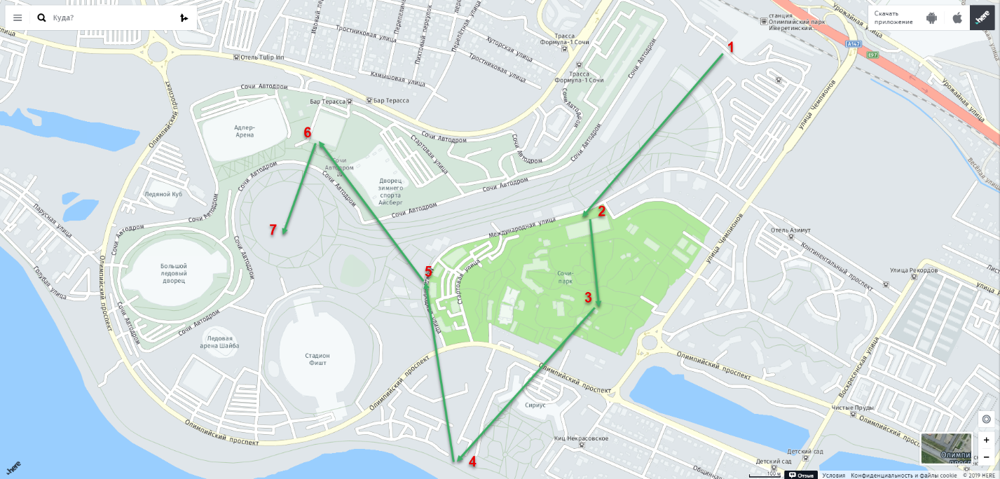 Куда?
Скачать
приложение
here
станция
Олимпийский парк
Имеретинский...
A147
E97
Урожайная улица
Урожайная улица
Ивовый переулок
Перепелиный
Пихтовый переулок
Перелётная улица
Тростниковая улица
Хуторская улица
Тростниковая улица
Камышовая улица
Трасса
Формула-1 Сочи
Трасса
Формула-1 Сочи
Отель Tulip Inn
Сочи Автодром
Бар Терасса
Бар Терасса
Сочи Автодром
Сочи Автодром
Сочи Автодром
улица Чемпионов
Олимпийский проспект
Адлер-
Арена
Сочи Автодром
Стартовая улица
Сочи Автодром
Сочи
Автодром
Сочи Автодром
Сочи Автодром
Дворец
зимнего
спорта
Айсберг
Сочи Автодром
Сочи Автодром
Ледяной Куб
Парусная улица
Сочи Автодром
Сочи Автодром
Международная улица
Голубая улица
Большой
ледовый
дворец
Сочи Автодром
Стартовая улица
Стартовая
Сочи-
парк
улица Чемпионов
Отель Азимут
Континентальный проспект
Улица Рекордов
Весёлая улица
Олимпийский проспект
Сочи Автодром
Сочи Автодром
Ледовая
арена Шайба
Стадион
Фишт
Олимпийский проспект
Олимпийский проспект
Олимпийский проспект
Воскресенская улица
Сириус
Чистые Пруды
Олимпийский проспект
Киц Некрасовское
Детский сад
Детский сад
Общинная
1
2
3
4
5
6
7
+
−
here
100 м
Отзыв
Условия
Конфиденциальность и файлы cookie
© 2019 HERE